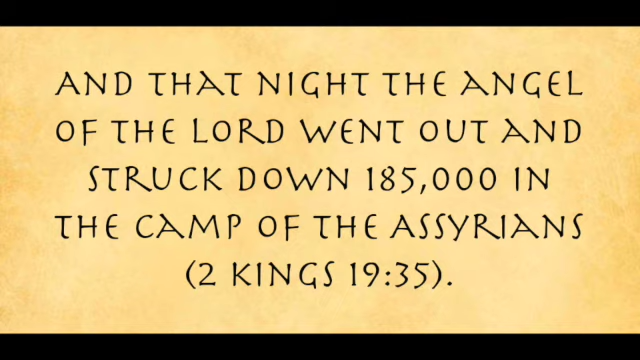 AND THAT NIGHT THE ANGEL
OF THE LORD WENT OUT AND
STRUCK DOWN 185,000 IN
THE CAMP OF THE ASSYRIANS
(2 KINGS 19:35).